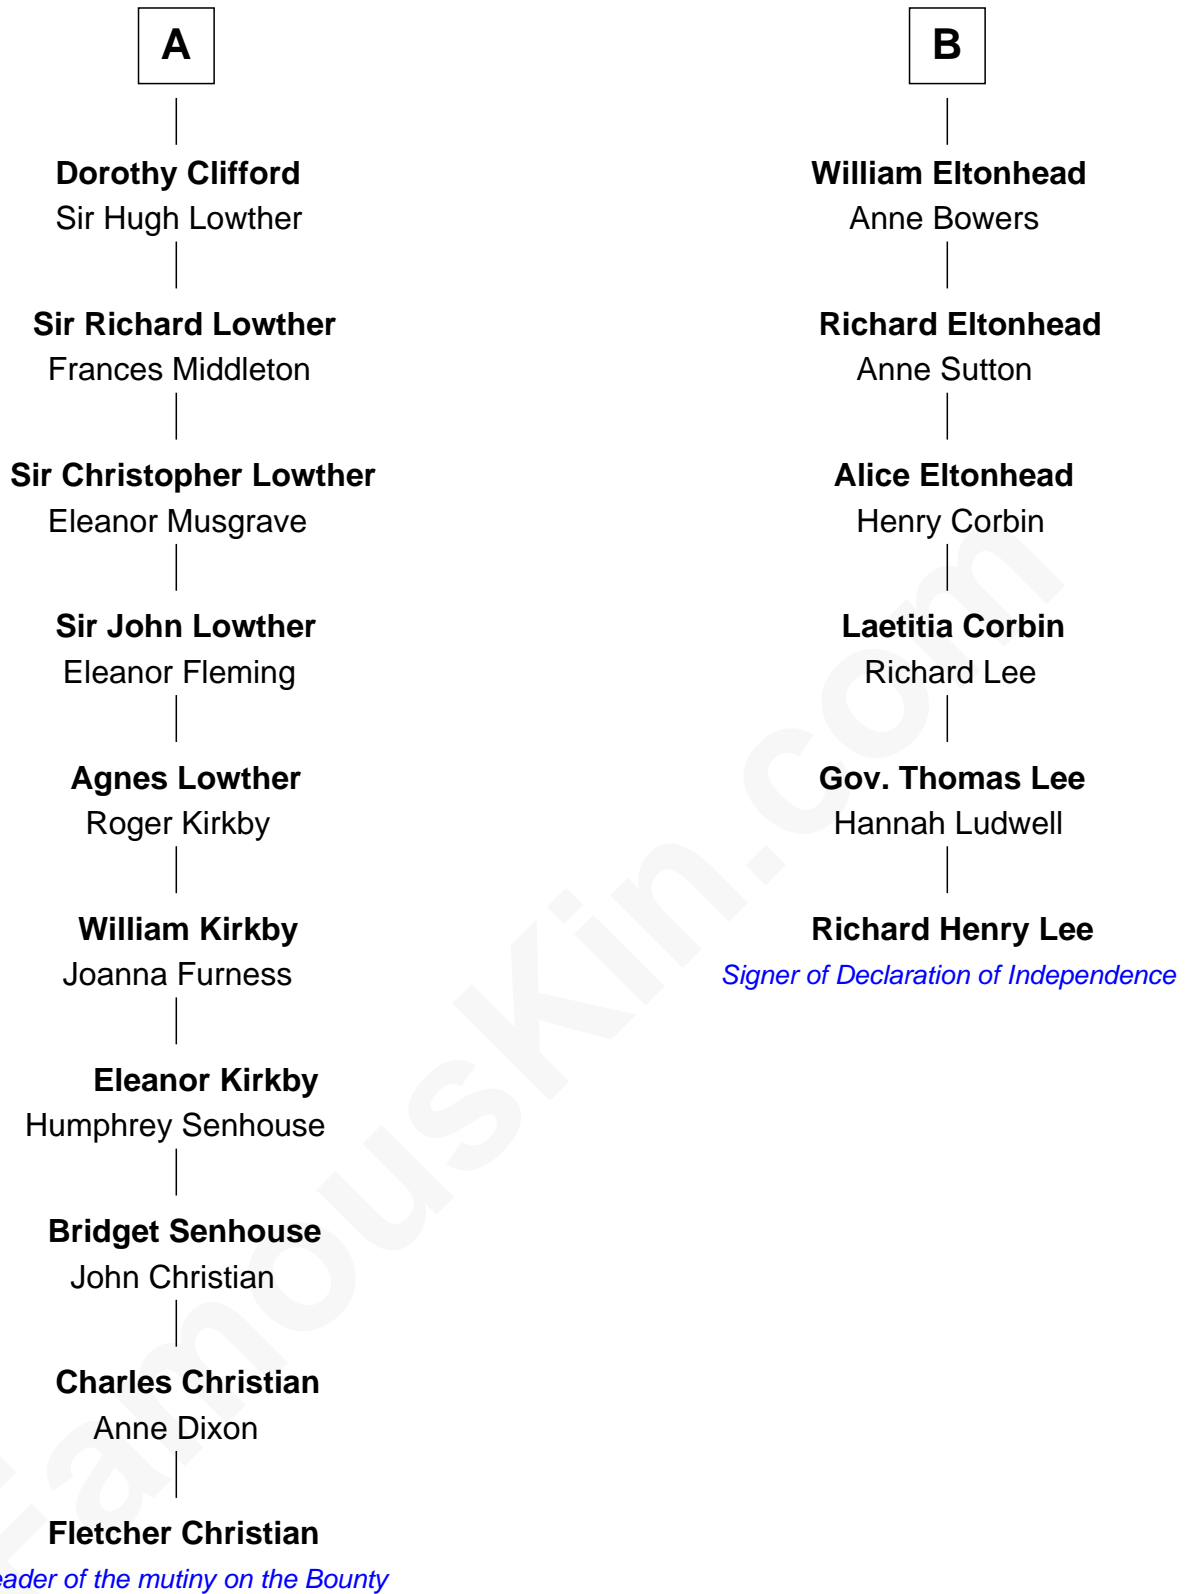 A
Dorothy Clifford
Sir Hugh Lowther
Sir Richard Lowther
Frances Middleton
Sir Christopher Lowther
Eleanor Musgrave
Sir John Lowther
Eleanor Fleming
Agnes Lowther
Roger Kirkby
William Kirkby
Joanna Furness
Eleanor Kirkby
Humphrey Senhouse
Bridget Senhouse
John Christian
Charles Christian
Anne Dixon
Fletcher Christian
eader of the mutiny on the Bounty
B
William Eltonhead
Anne Bowers
Richard Eltonhead
Anne Sutton
Alice Eltonhead
Henry Corbin
Laetitia Corbin
Richard Lee
Gov. Thomas Lee
Hannah Ludwell
Richard Henry Lee
Signer of Declaration of Independence
FamousKin.com